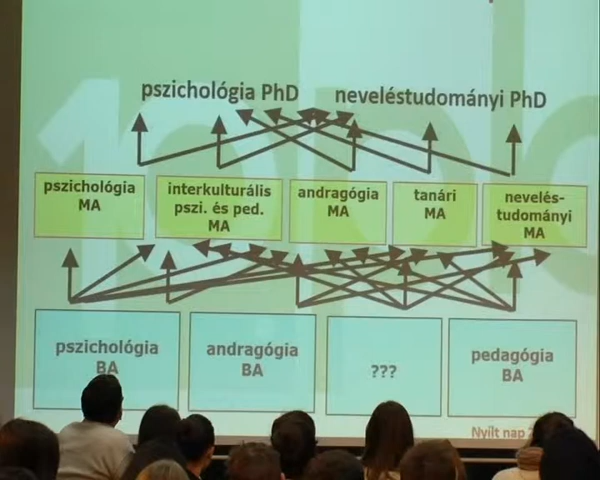 pszichológia PhD neveléstudományi PhD
pszichológia
MA
interkulturális
pszi. és ped.
MA
andragógia
MA
tanári
MA
nevelés-
tudományi
MA
pszichológia
BA
andragógia
BA
???
pedagógia
BA
Nyílt nap